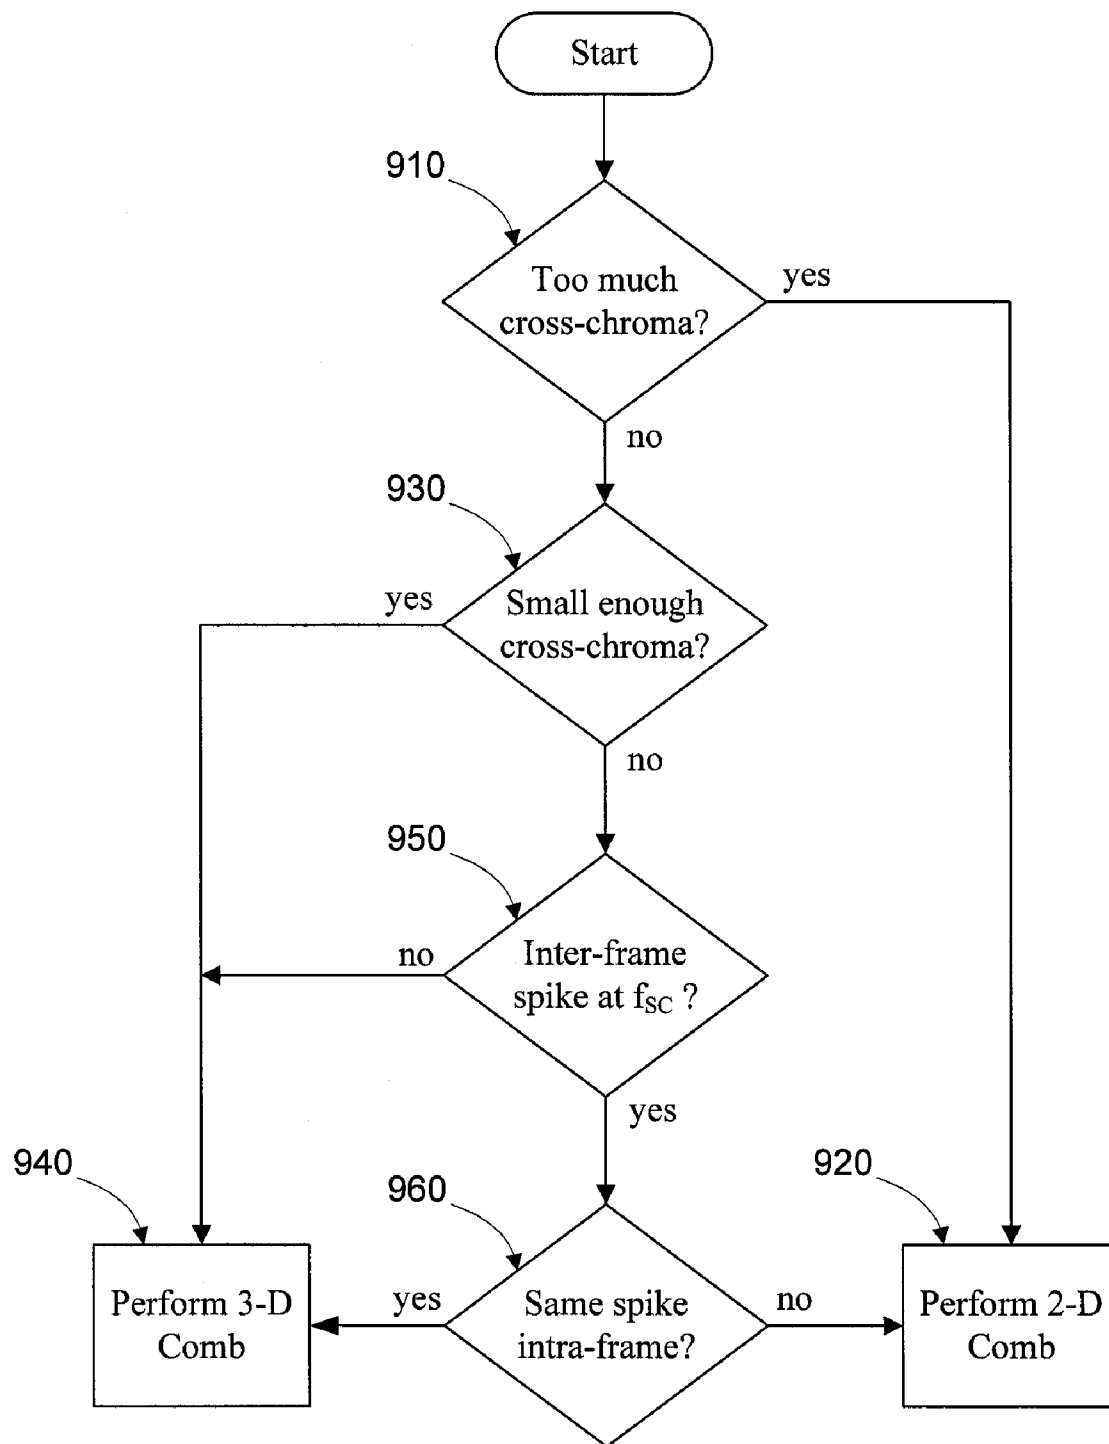 Start
910
Too much
cross-chroma?
yes
no
930
Small enough
cross-chroma?
yes
no
950
Inter-frame
spike at fSC ?
no
yes
940
960
920
Perform 3-D
Comb
yes
Same spike
intra-frame?
no
Perform 2-D
Comb